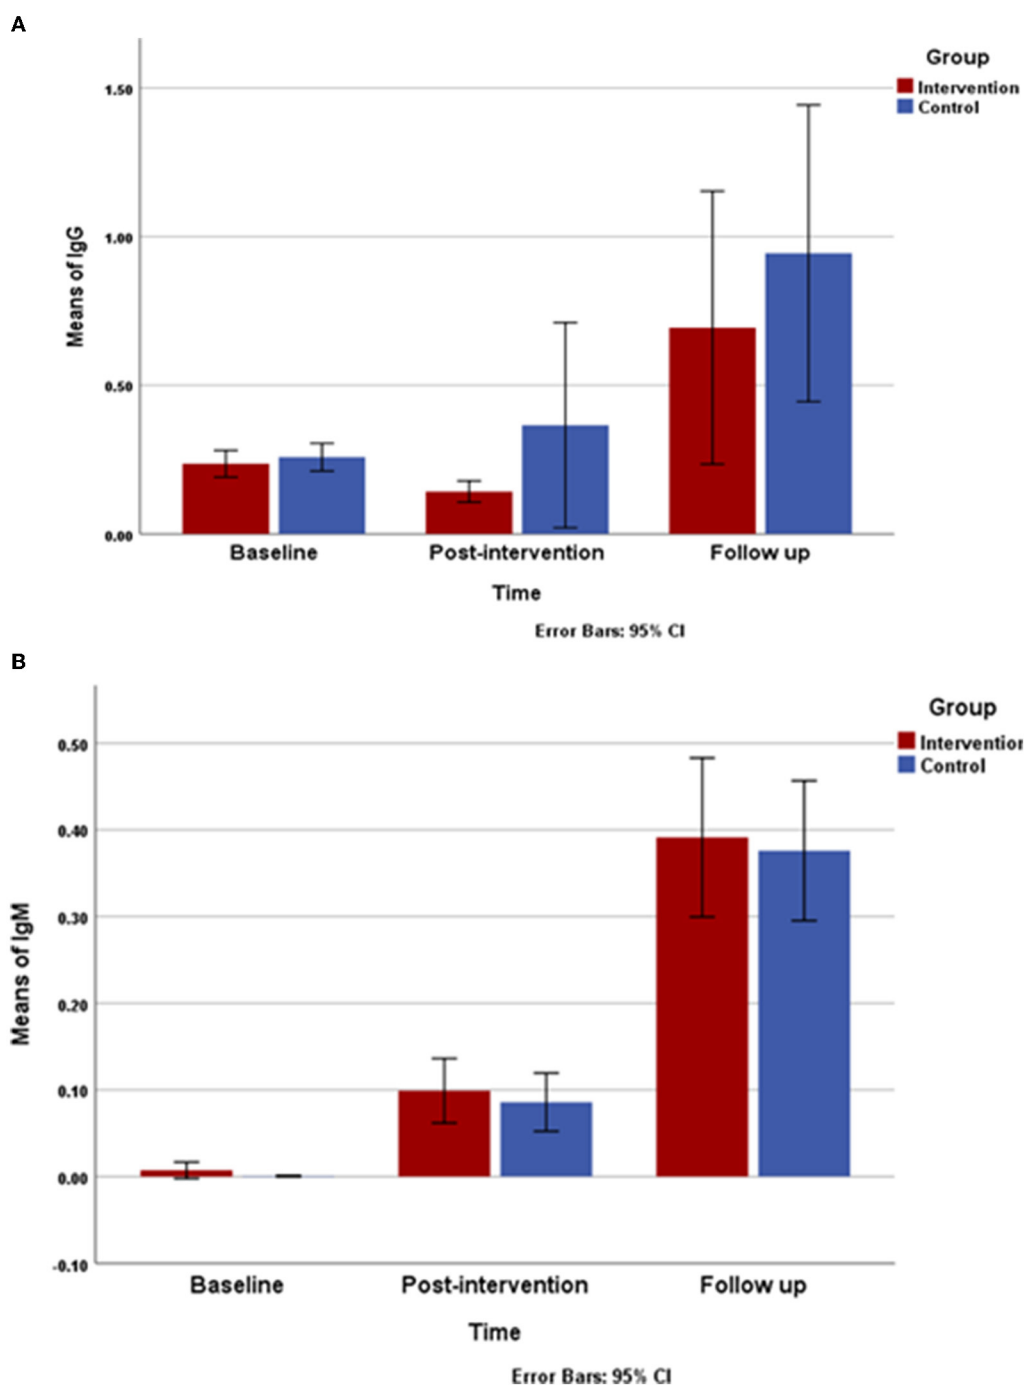 A
Group
Intervention
Control
1.50
1.00
0.50
0.00
Means of IgG
Baseline
Post-intervention
Follow up
Time
Error Bars: 95% CI
B
Group
Interventior
Control
0.50
0.40
0.30
0.20
0.10
0.00
-0.10
Means of IgM
Baseline
Post-intervention
Follow up
Time
Error Bars: 95% CI